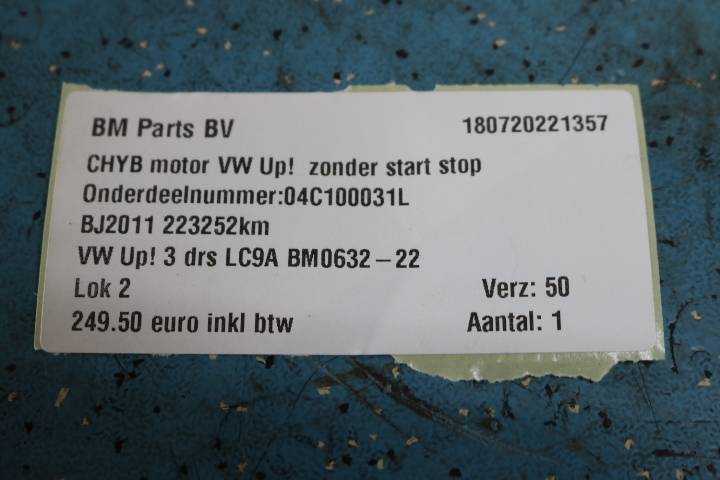 BM Parts BV 180720221357
CHYB motor VW Up! zonder start stop
Onderdeelnummer:04C100031L
BJ2011 223252km
VW Up! 3 drs LC9A BM0632-22
Lok 2 Verz: 50
249.50 euro inkl btw Aantal: 1